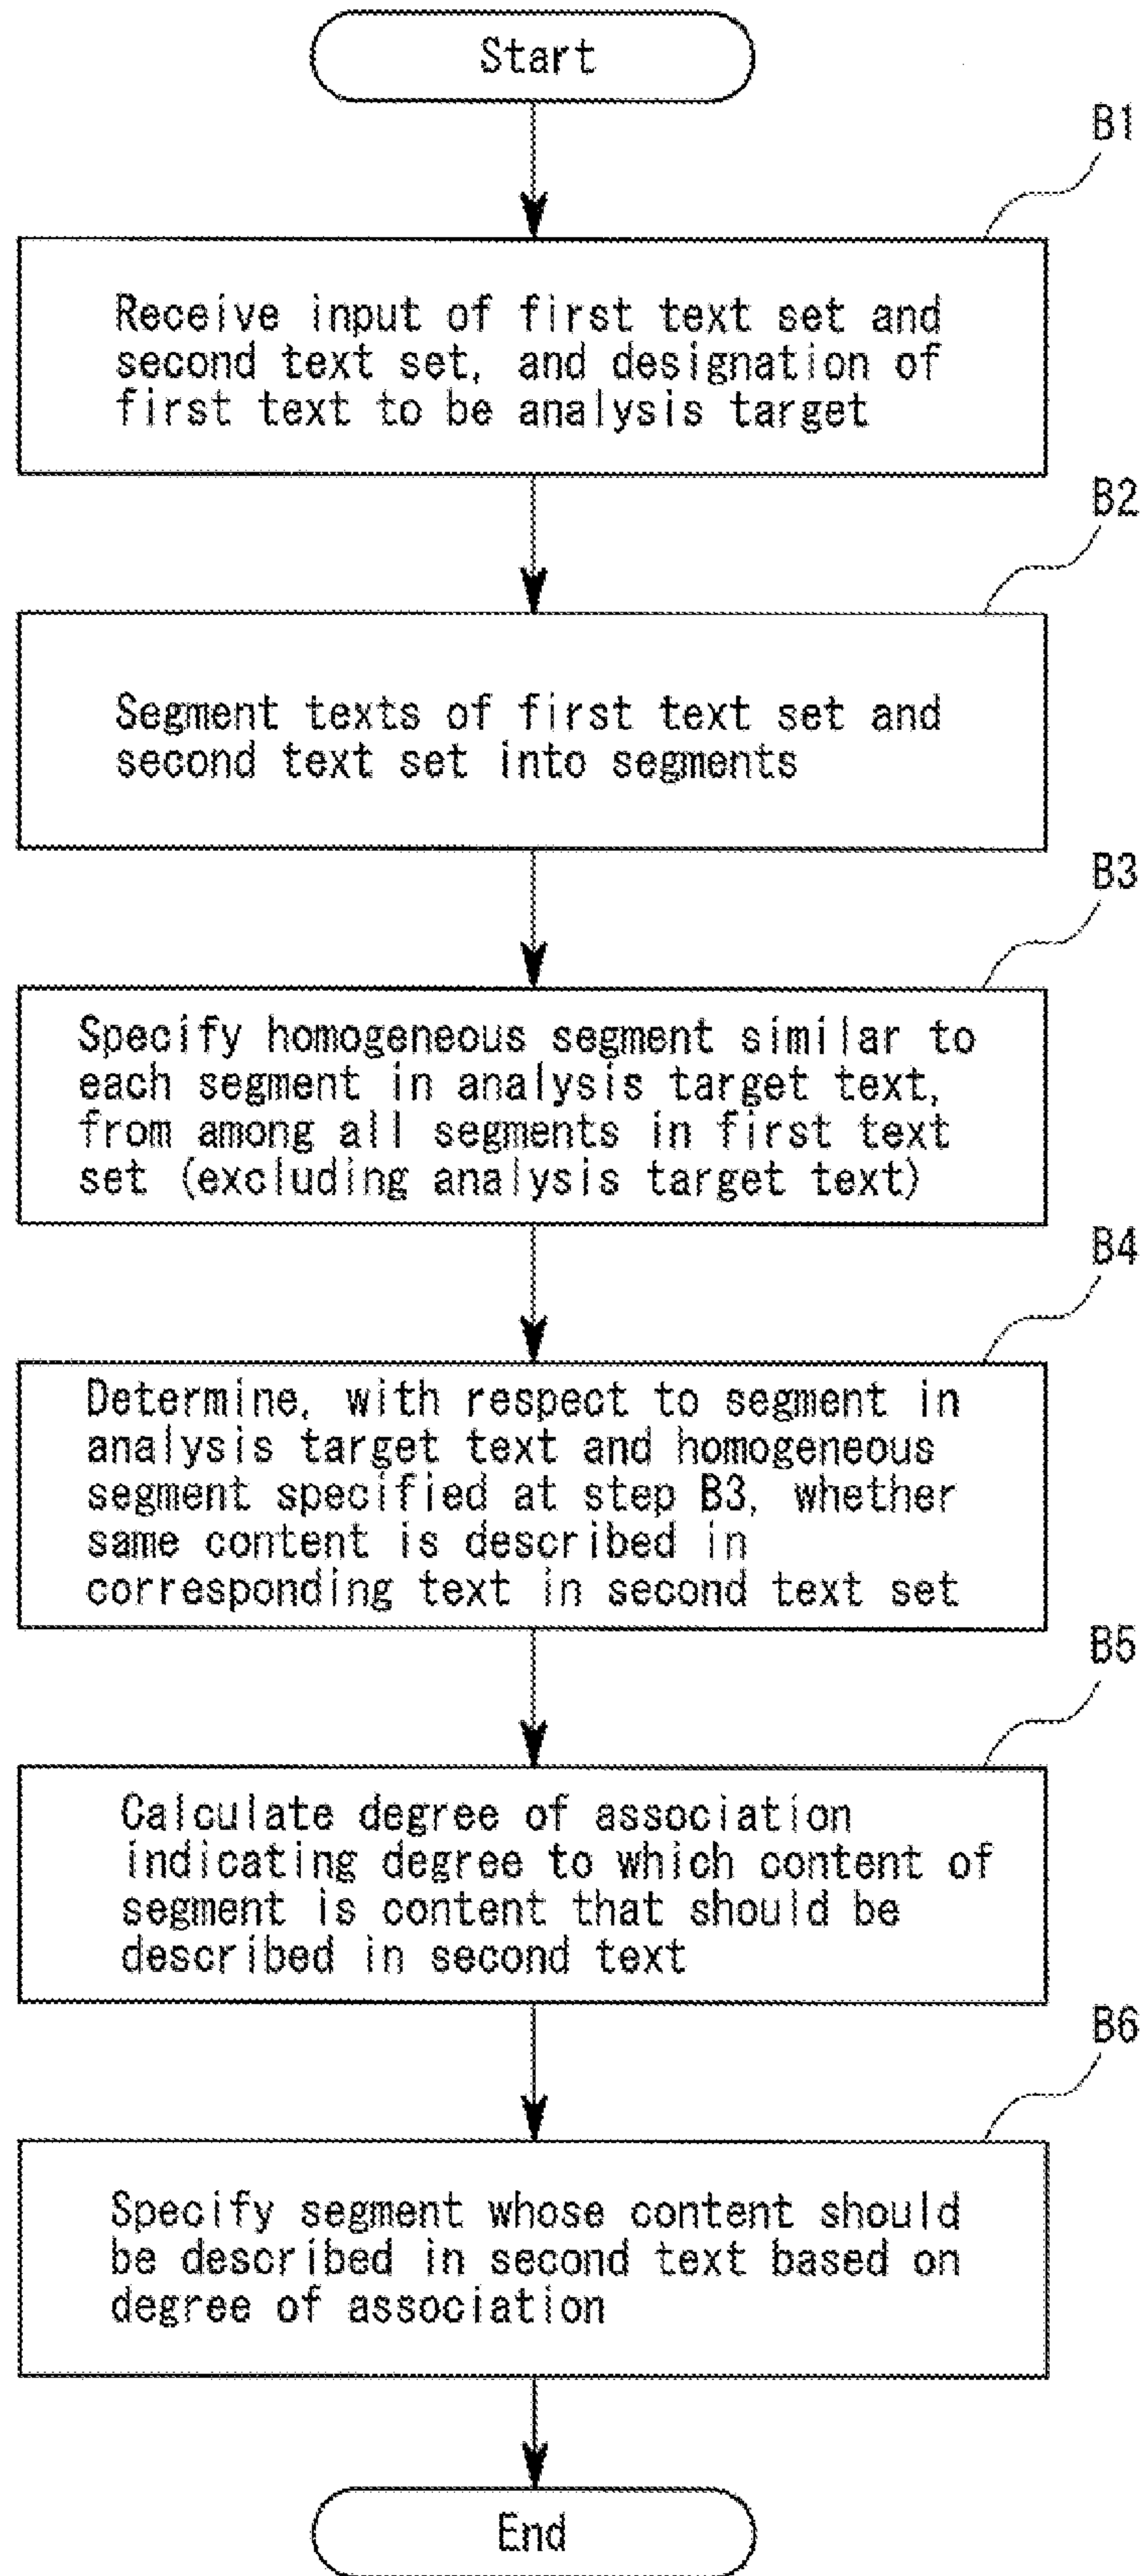 Start
B1
Receive input of first text set and
second text set, and designation of
first text to be analysis target
B2
Segment texts of first text set and
second text set into segments
B3
Specify homogeneous segment similar to
each segment in analysis target text,
from among all segments in first text
set (excluding analysis target text)
B4
Determine, with respect to segment in
analysis target text and homogeneous
segment specified at step B3, whether
same content is described in
corresponding text in second text set
B5
Calculate degree of association
indicating degree to which content of
segment is content that should be
described in second text
B6
Specify segment whose content should
be described in second text based on
degree of association
End